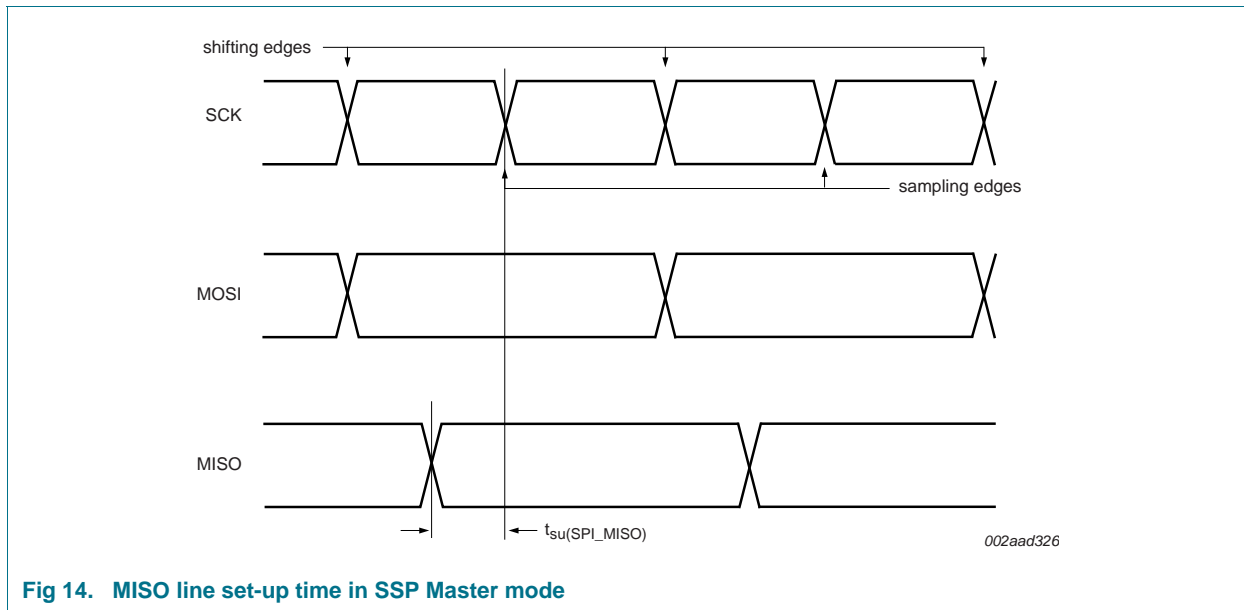 shifting edges
SCK
sampling edges
MOSI
MISO
tsu(SPI_MISO)
002aad326
Fig 14. MISO line set-up time in SSP Master mode